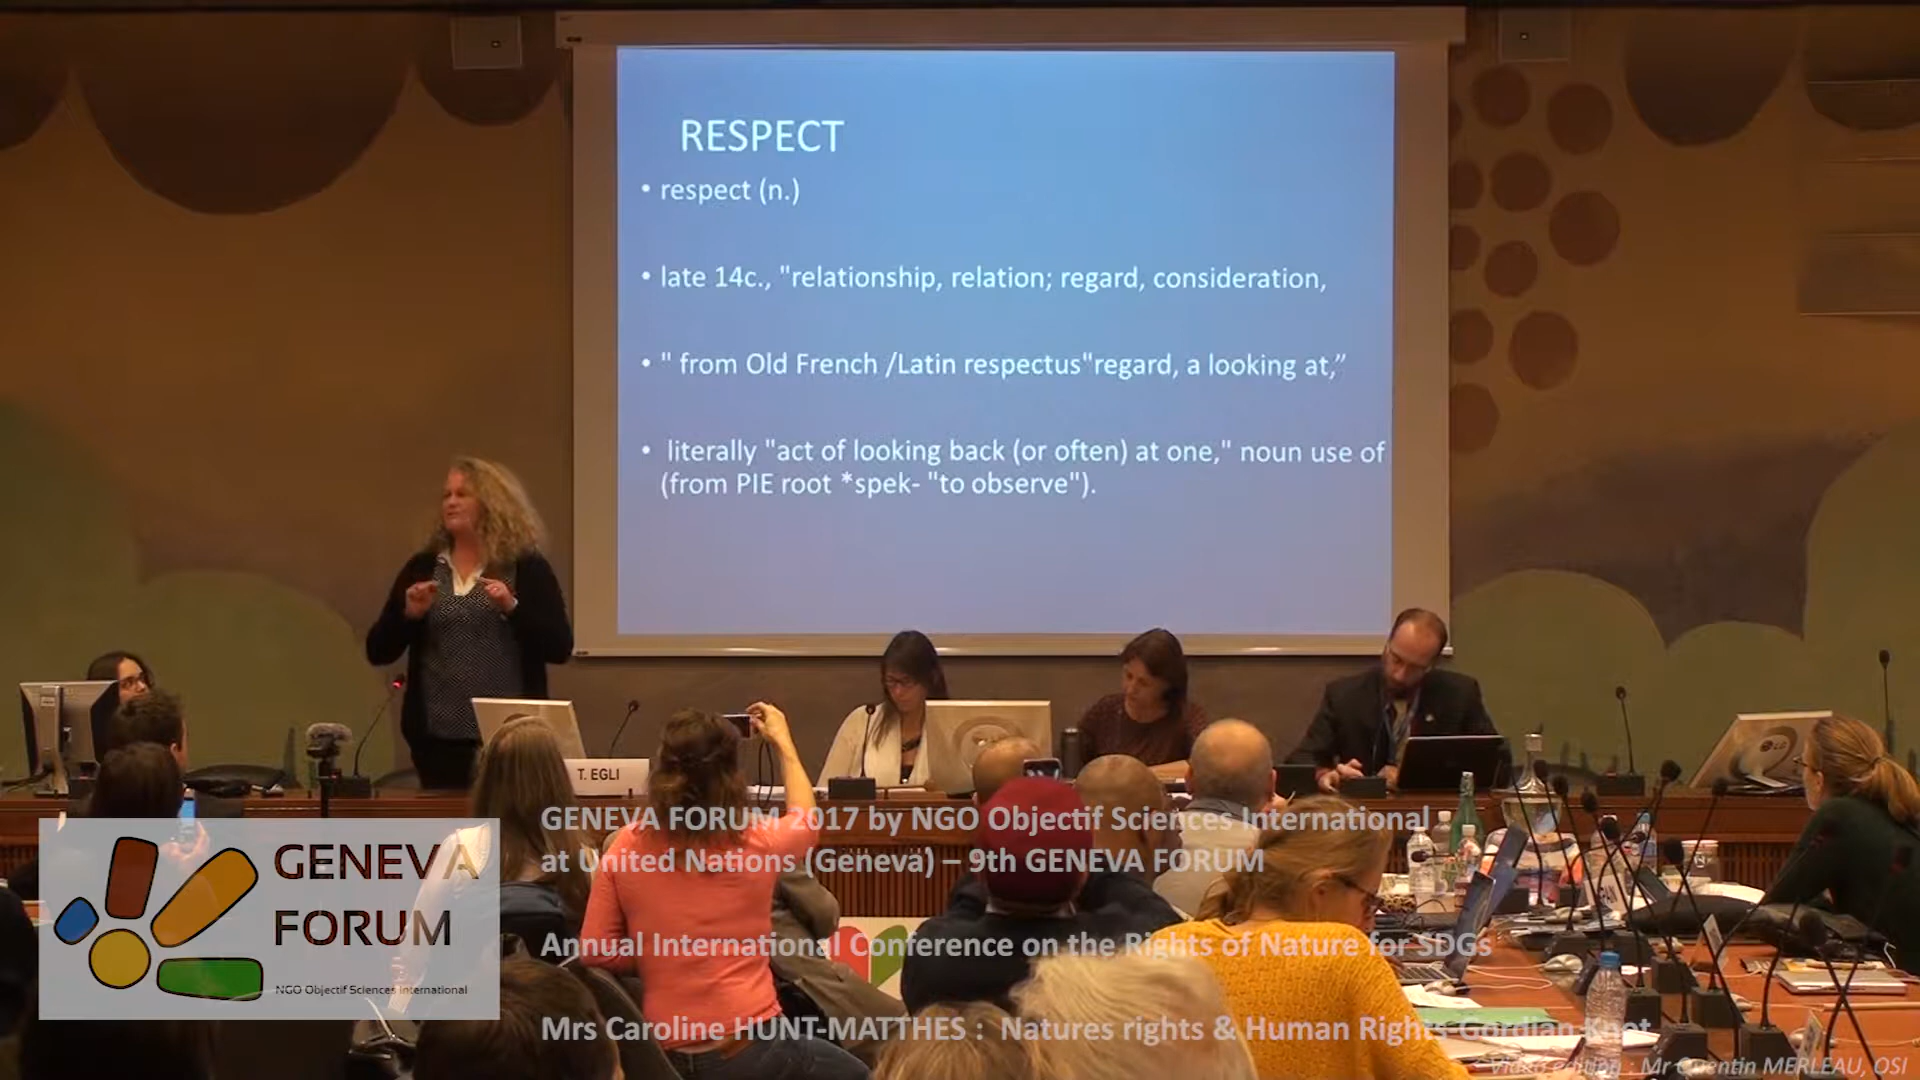 RESPECT
• respect (n.)
• late 14c., "relationship, relation; regard, consideration,
• " from Old French /Latin respectus"regard, a looking at,”
• literally "act of looking back (or often) at one," noun use of
(from PIE root *spek- "to observe").
T. EGLI
GENEVA FORUM 2017 by NGO Objectif Sciences International
at United Nations (Geneva) – 9th GENEVA FORUM
GENEVA
FORUM
NGO Objectif Sciences International
Annual International Conference on the Rights of Nature for SDGs
Mrs Caroline HUNT-MATTHES : Natures rights & Human Rights Gordian Knot
Video editing : Mr Quentin MERLEAU, OSI